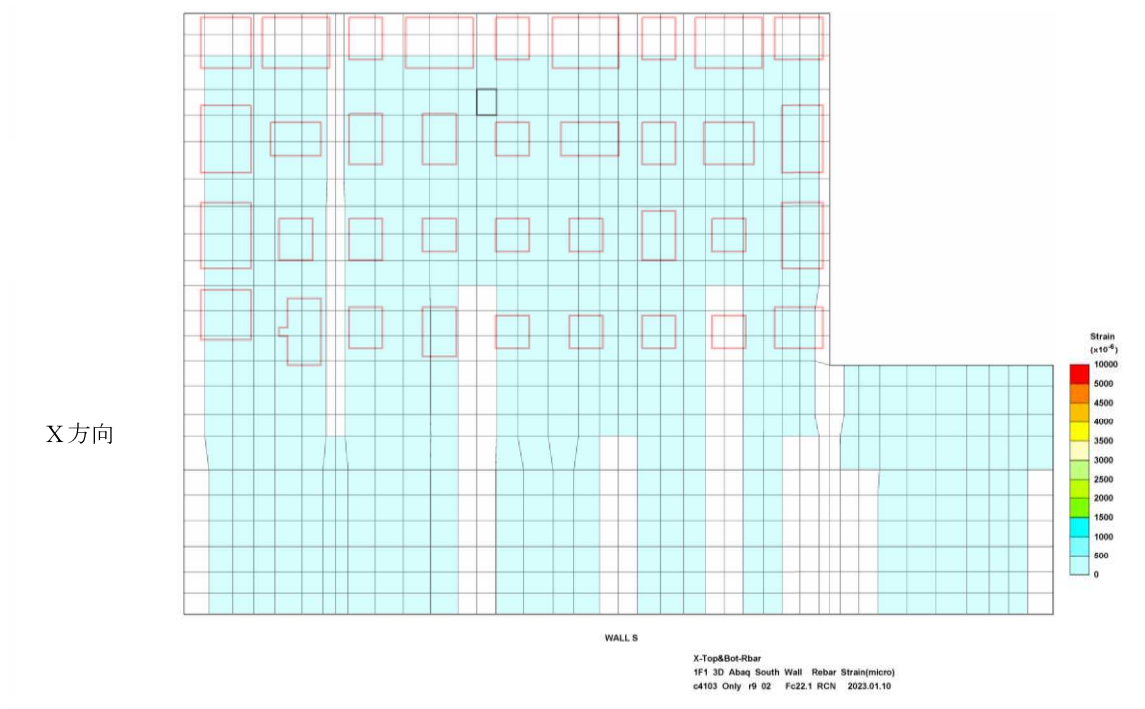 Strain
(×10⁻⁶)
10000
5000
4500
4000
3500
3000
2500
2000
1500
1000
500
0
X方向
WALL S
X-Top&Bot-Rbar
1F1 3D Abaq South Wall Rebar Strain(micro)
c4103 Only r9 02 Fc22.1 RCN 2023.01.10